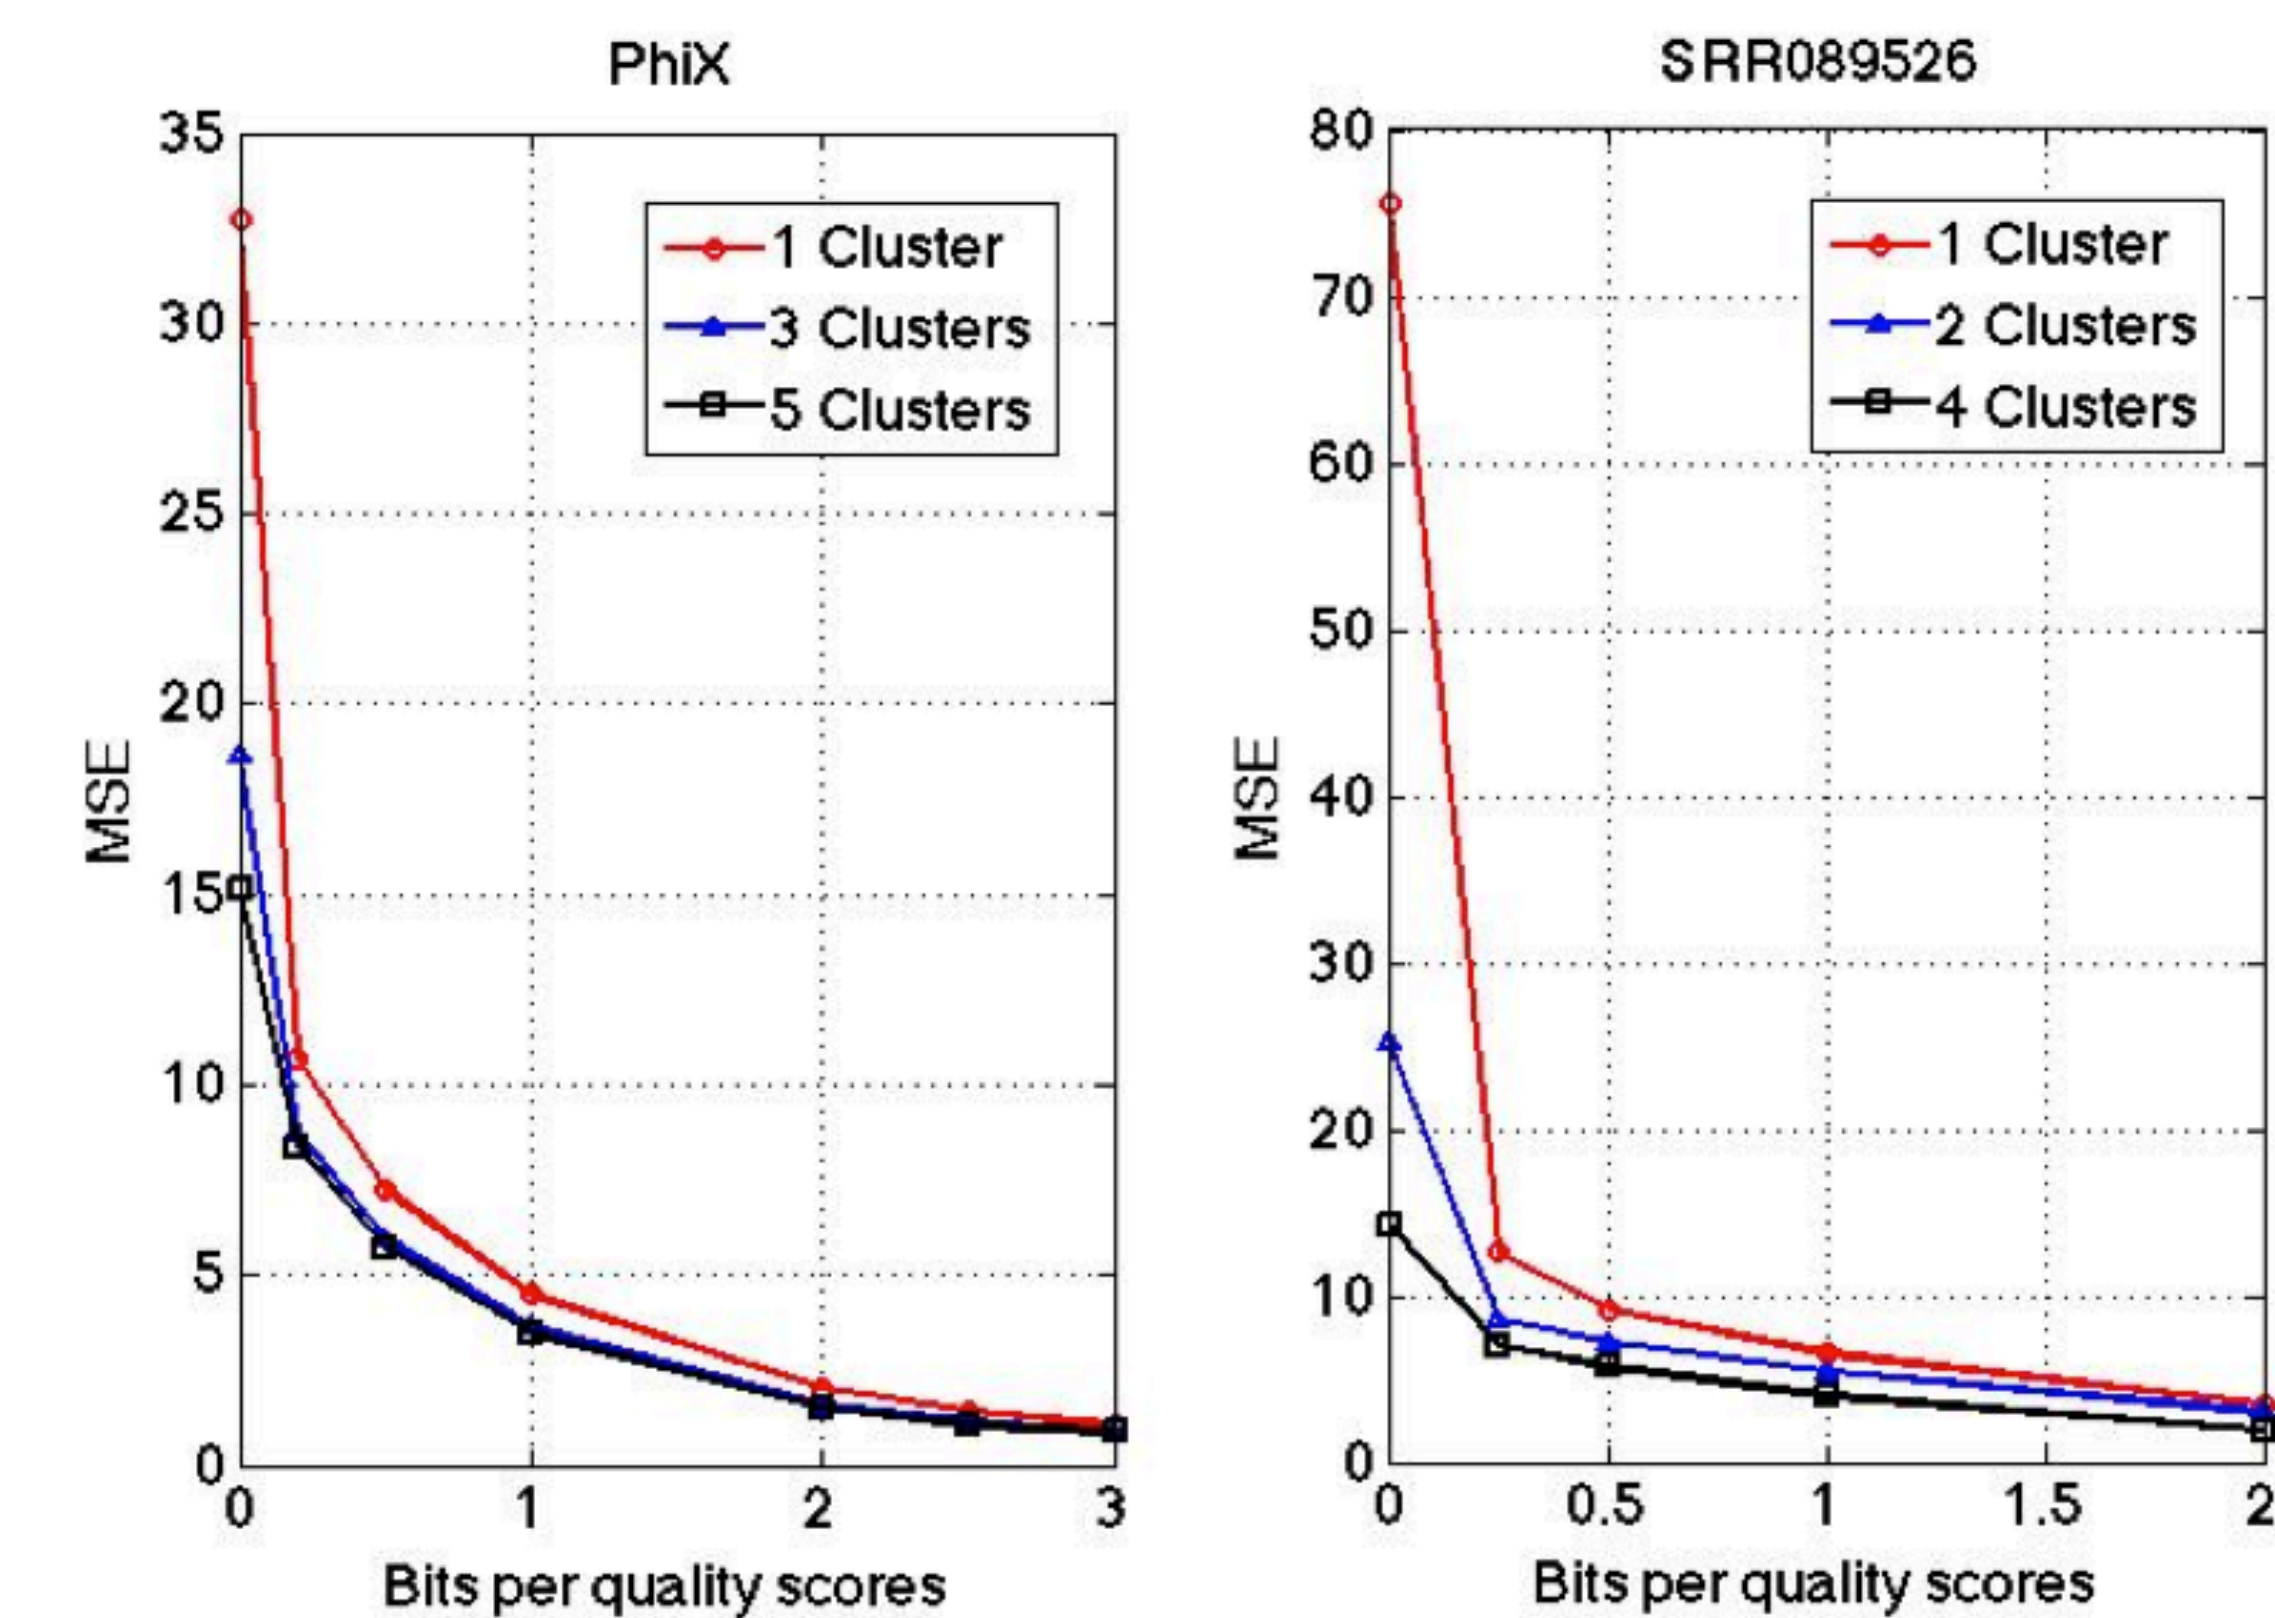 PhiX
35
30
25
20
15
10
5
0
MSE
1 Cluster
3 Clusters
5 Clusters
0 1 2 3
Bits per quality scores
SRR089526
80
70
60
50
40
30
20
10
0
MSE
1 Cluster
2 Clusters
4 Clusters
0 0.5 1 1.5 2
Bits per quality scores